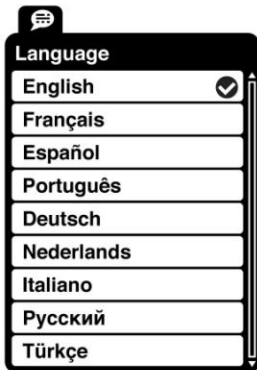 Language
English
Français
Español
Português
Deutsch
Nederlands
Italiano
Русский
Türkçe